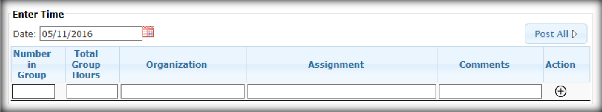 Enter Time
Date: 05/11/2016
Post All
Number in Group
Total Group Hours
Organization
Assignment
Comments
Action